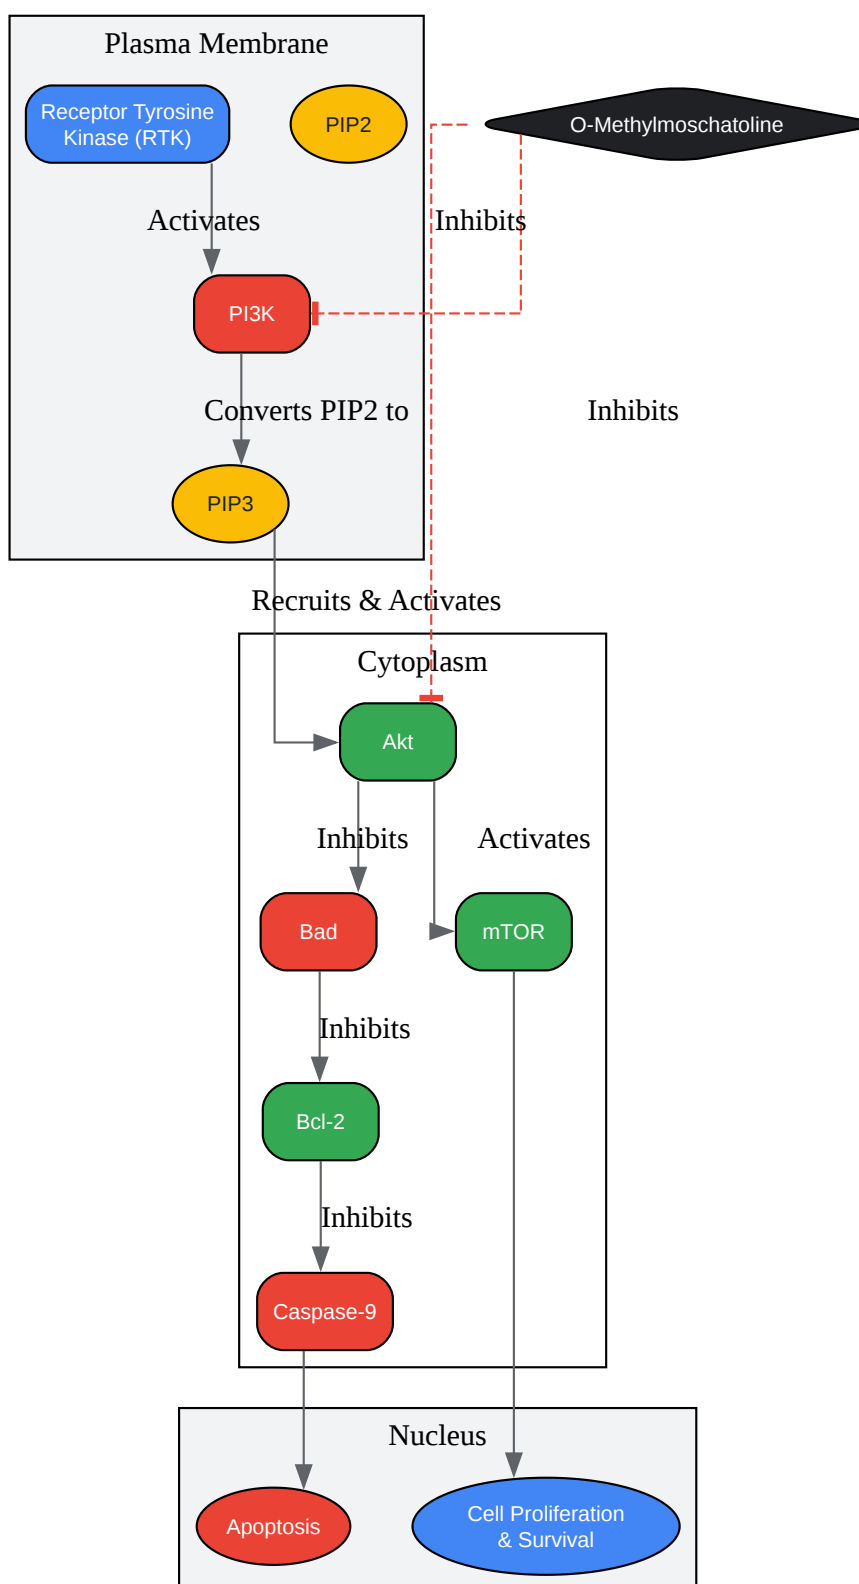 Plasma Membrane
Receptor Tyrosine
Kinase (RTK)
PIP2
O-Methylmoschatoline
Activates
Inhibits
PI3K
Converts PIP2 to
Inhibits
PIP3
Recruits & Activates
Cytoplasm
Akt
Inhibits
Activates
Bad
mTOR
Inhibits
Bcl-2
Inhibits
Caspase-9
Nucleus
Apoptosis
Cell Proliferation
& Survival